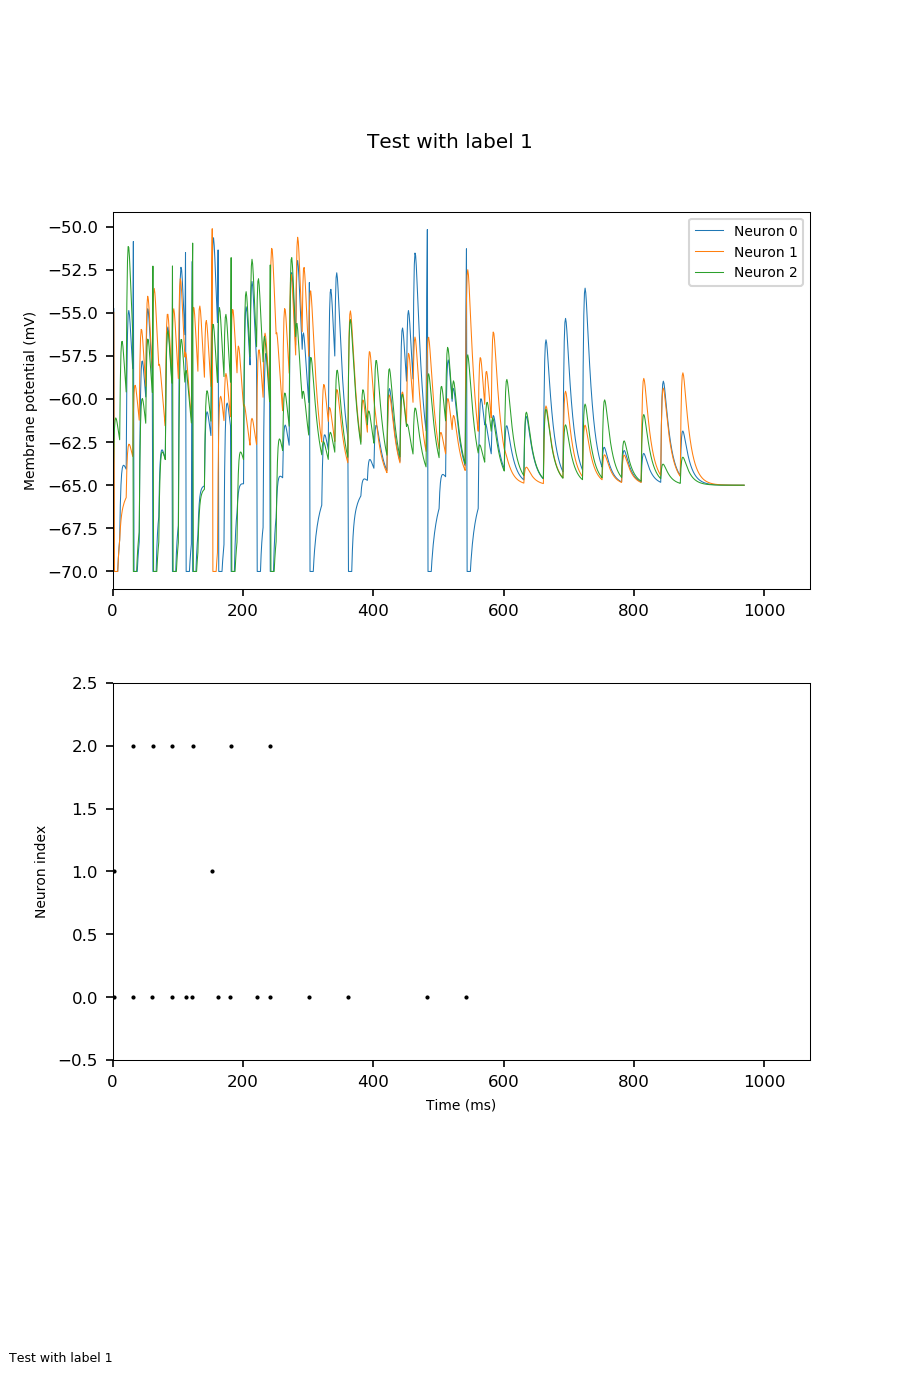 Test with label 1
−50.0
−52.5
−55.0
−57.5
−60.0
−62.5
−65.0
−67.5
−70.0
Membrane potential (mV)
Neuron 0
Neuron 1
Neuron 2
0 200 400 600 800 1000
2.5
2.0
1.5
1.0
0.5
0.0
−0.5
Neuron index
0 200 400 600 800 1000
Time (ms)
Test with label 1